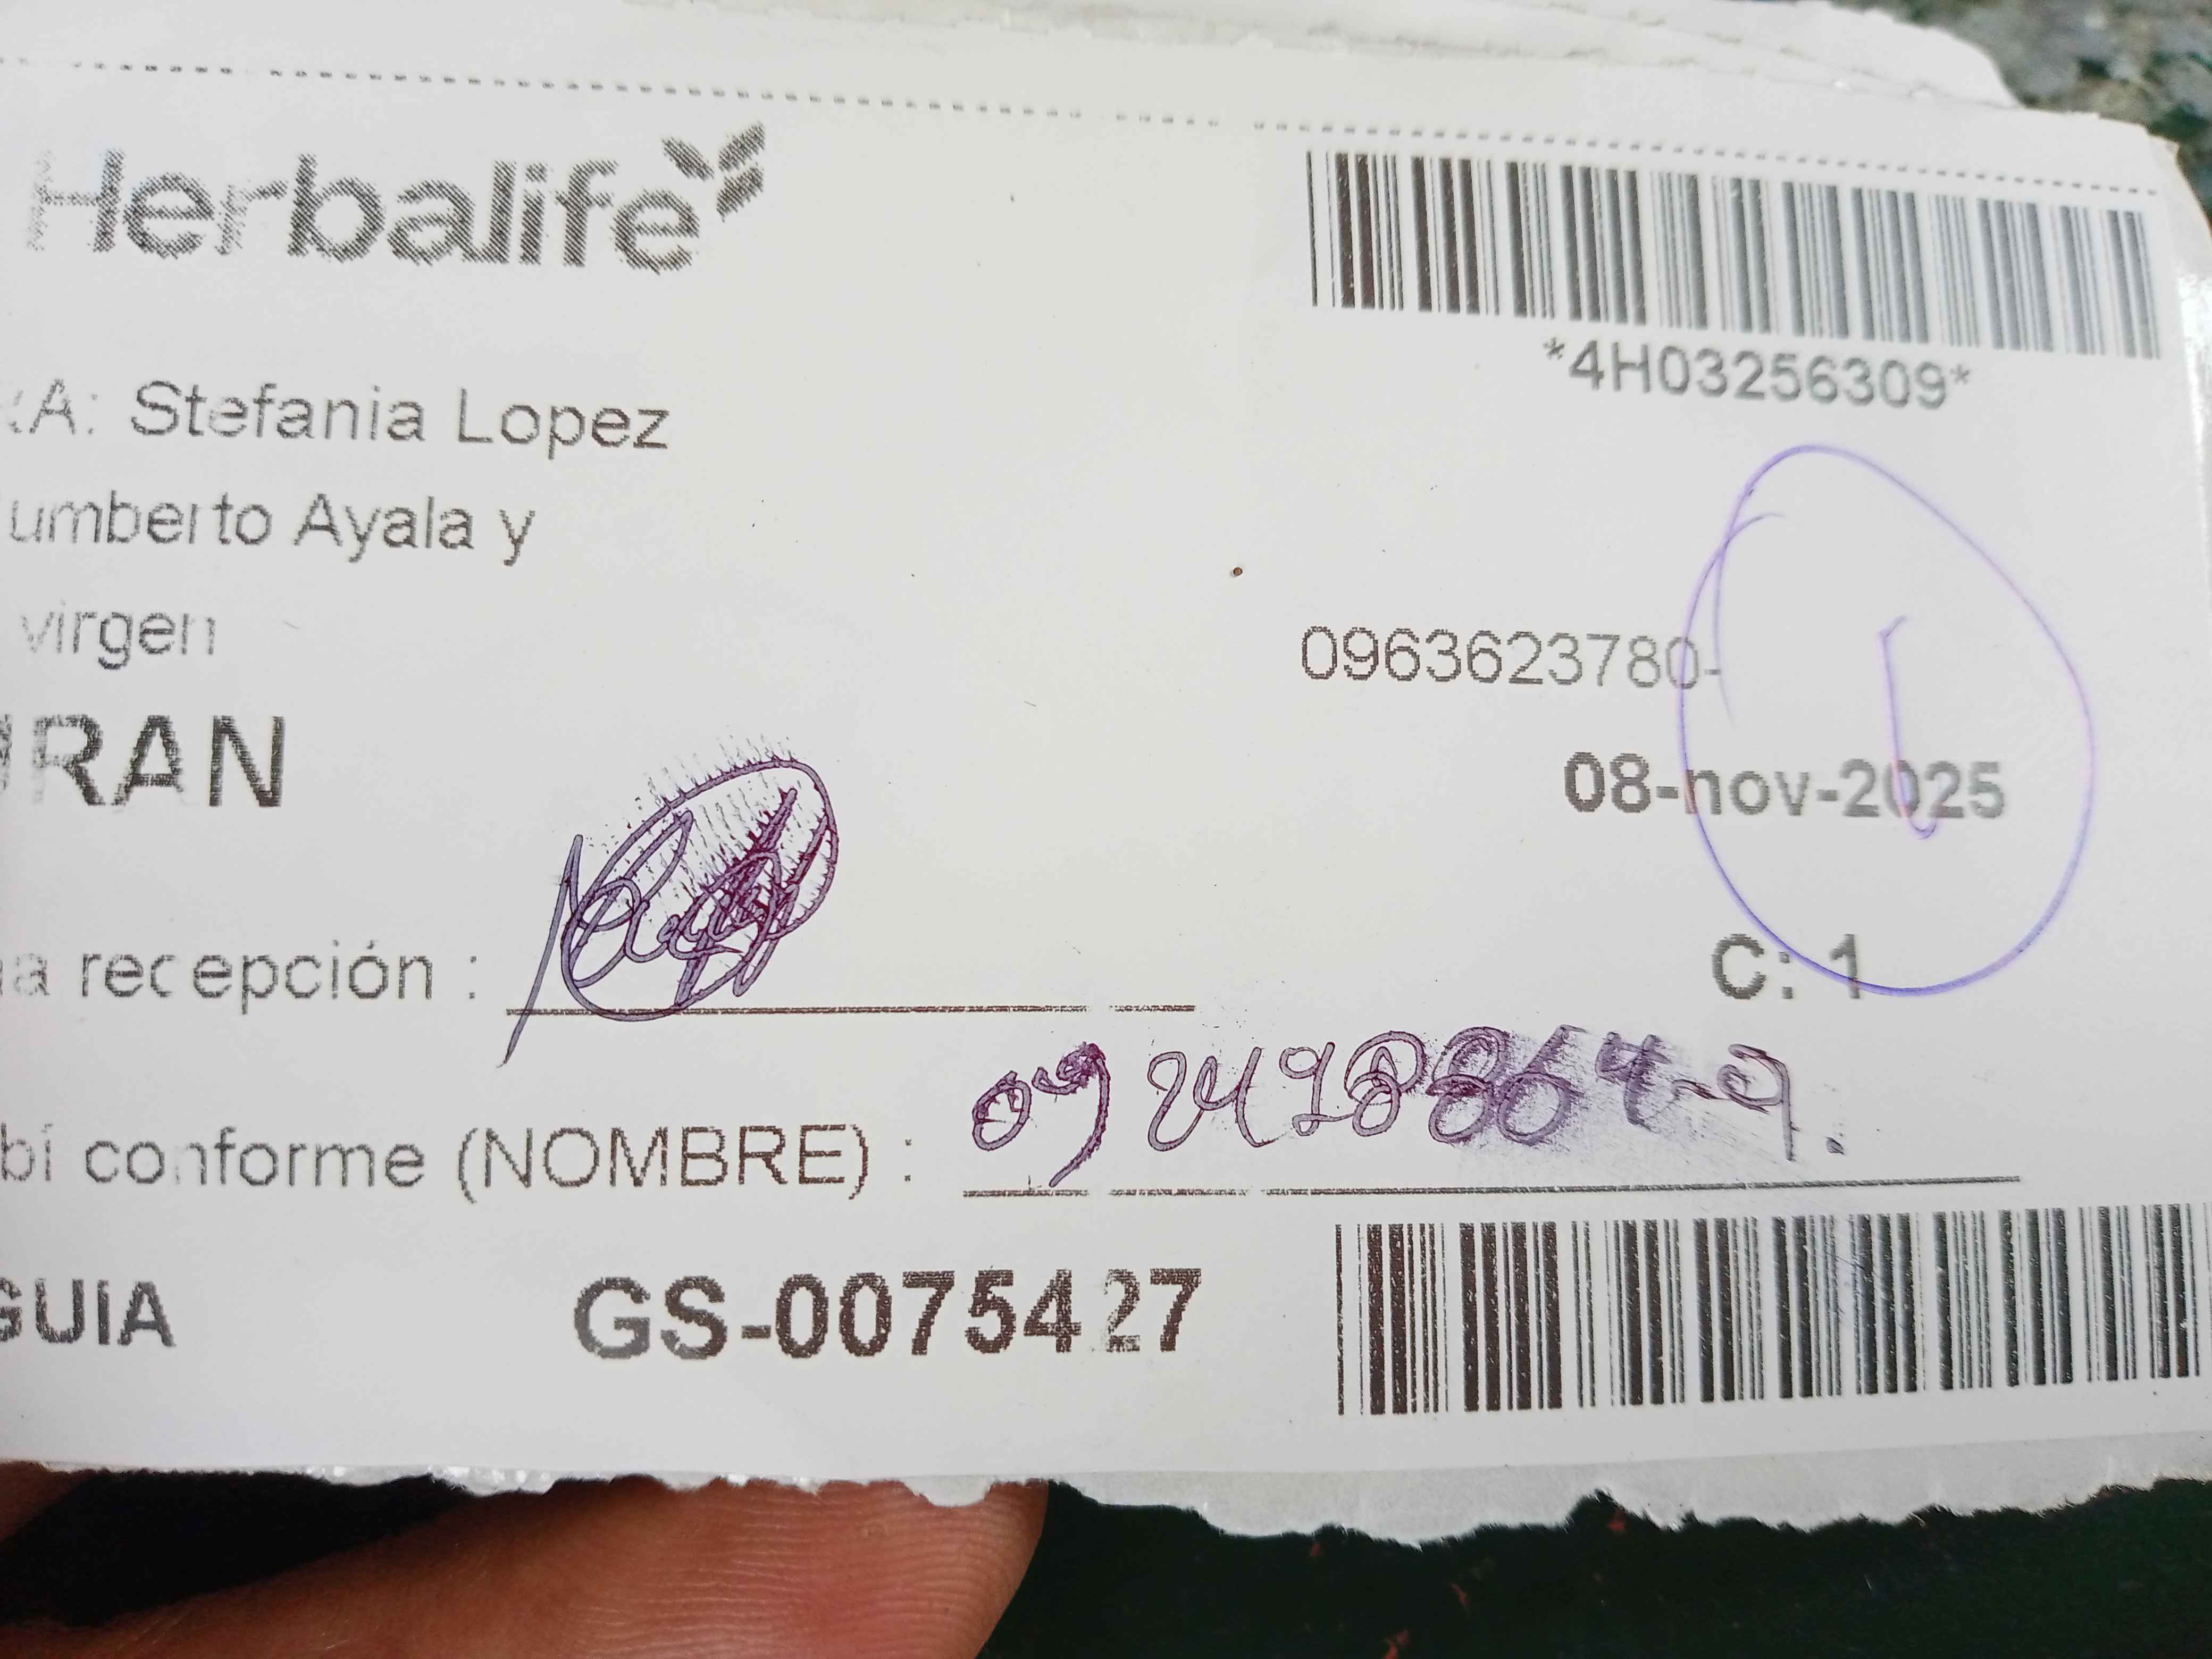 Herbalife
*4H03256309*
RA: Stefania Lopez
umberto Ayala y
virgen
0963623780-
URAN
08-nov-2025
C: 1
a recepción :
bí conforme (NOMBRE) :
GUIA GS-0075427